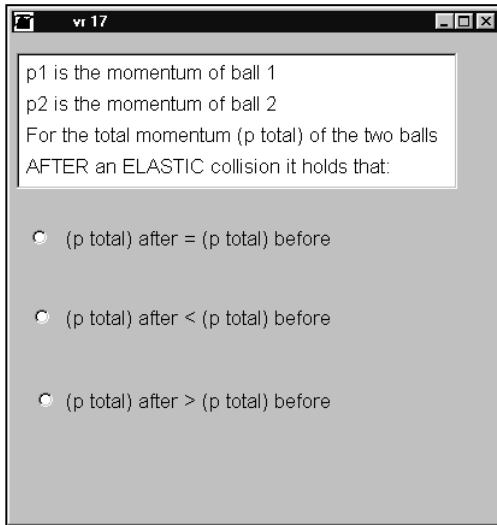 vr 17
p1 is the momentum of ball 1
p2 is the momentum of ball 2
For the total momentum (p total) of the two balls
AFTER an ELASTIC collision it holds that:
(p total) after = (p total) before
(p total) after < (p total) before
(p total) after > (p total) before